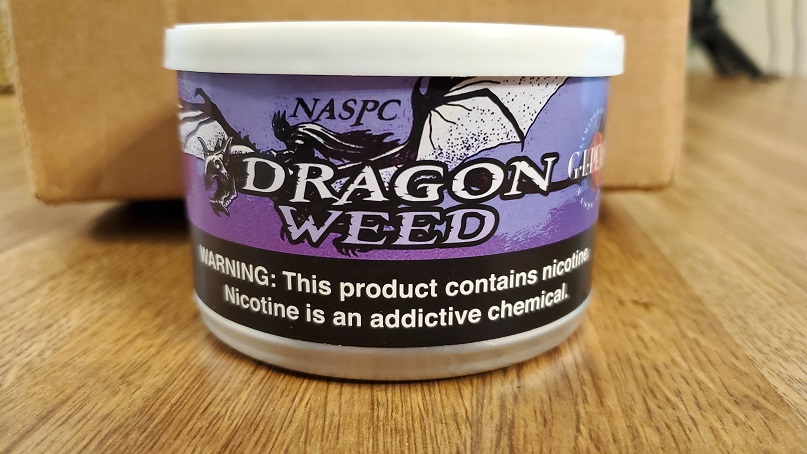 NASPC
DRAGON
WEED
WARNING: This product contains nicotine.
Nicotine is an addictive chemical.